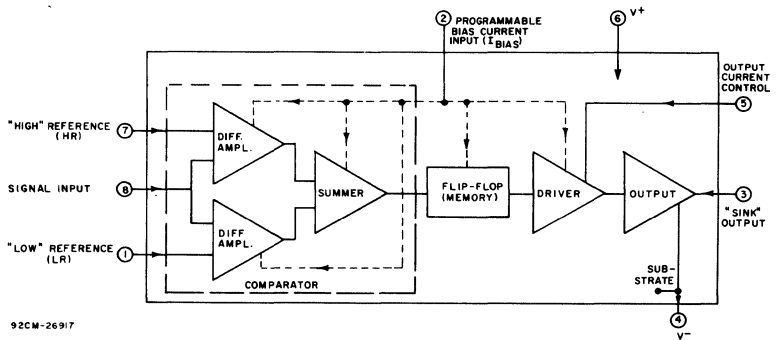 2 PROGRAMMABLE
BIAS CURRENT
INPUT (IBIAS)
6 V+
OUTPUT
CURRENT
CONTROL
5
"HIGH" REFERENCE
(HR)
7
DIFF.
AMPL.
SIGNAL INPUT
8
SUMMER
FLIP-FLOP
(MEMORY)
DRIVER
OUTPUT
3
"SINK"
OUTPUT
"LOW" REFERENCE
(LR)
1
DIFF
AMPL.
COMPARATOR
SUB-
STRATE
4
V-
92CM-26917